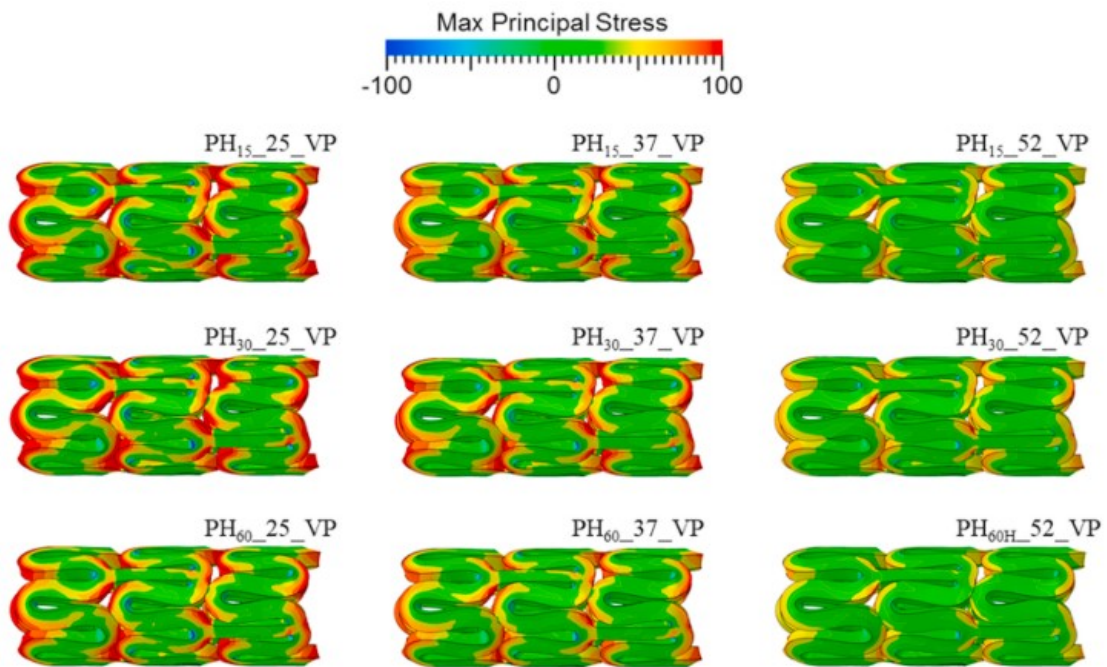 Max Principal Stress
-100 0 100
PH₁₅_25_VP PH₁₅_37_VP PH₁₅_52_VP
PH₃₀_25_VP PH₃₀_37_VP PH₃₀_52_VP
PH₆₀_25_VP PH₆₀_37_VP PH₆₀H_52_VP